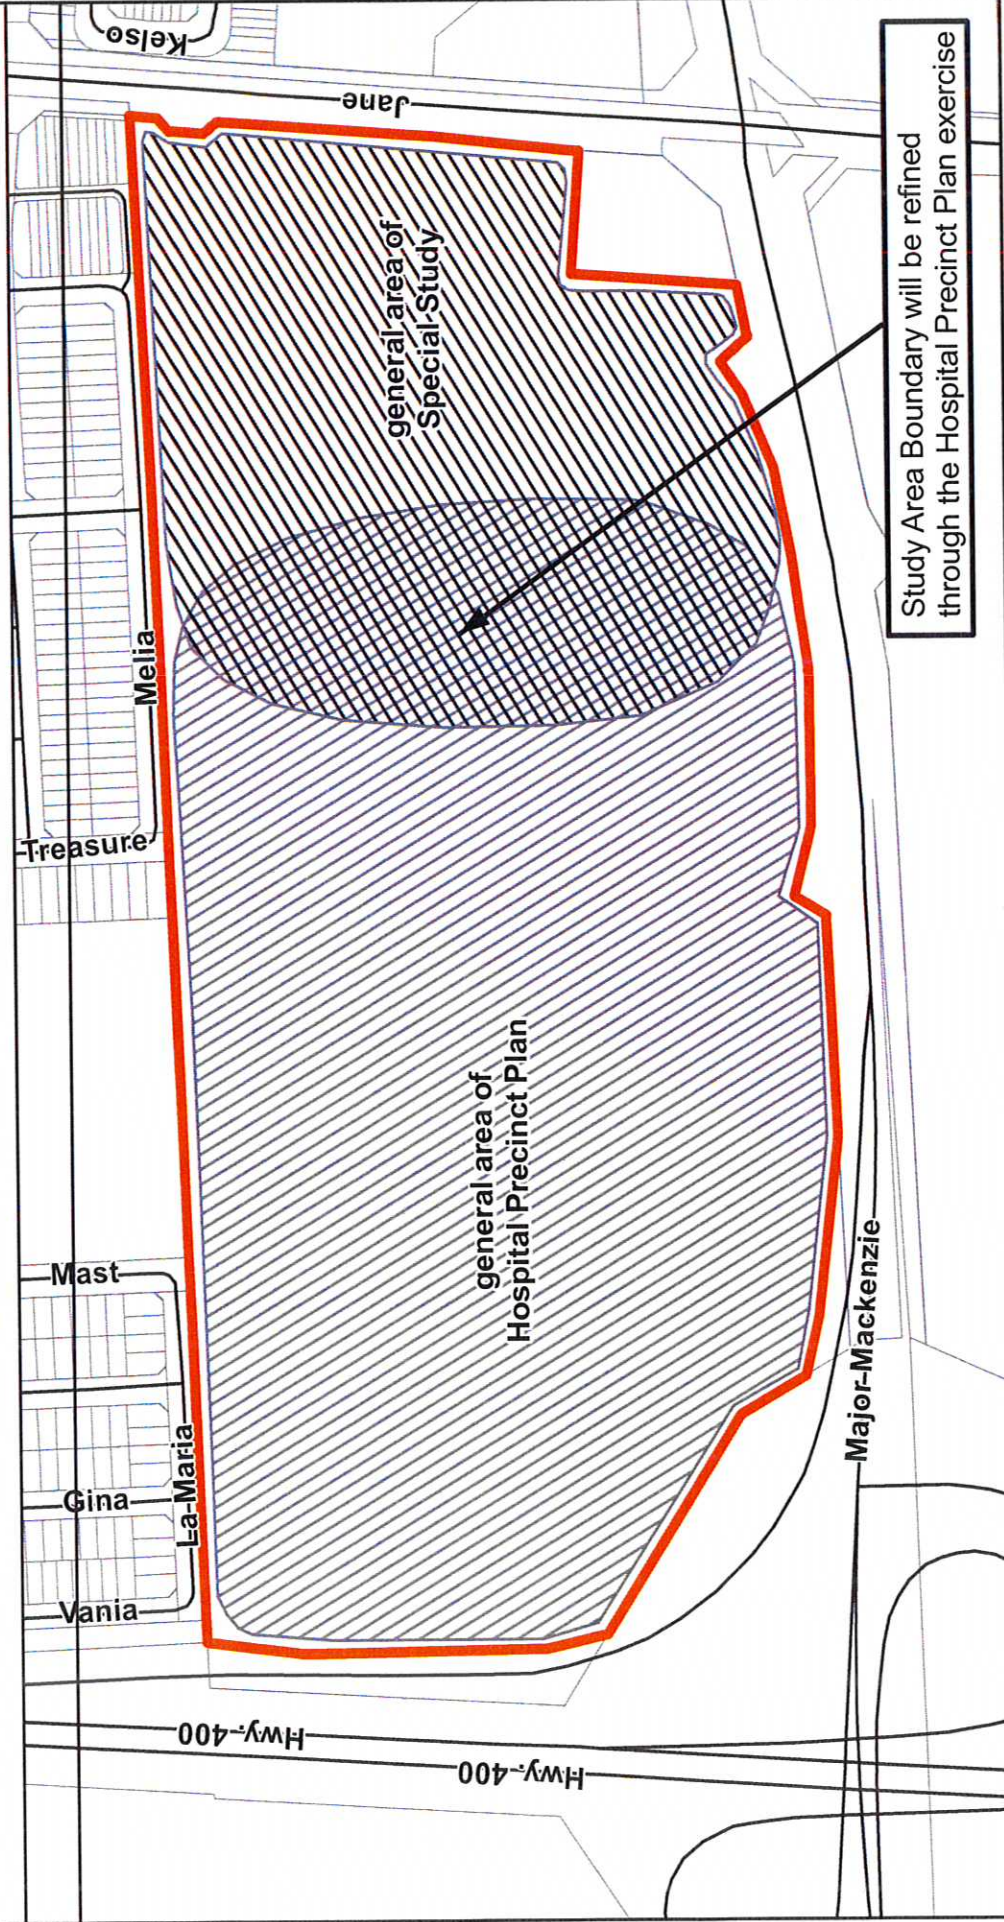 Kelso
Jane
Melia
Treasure
Mast
Gina
La-Maria
Vania
Hwy.-400
Hwy.-400
Major-Mackenzie
general area of
Special Study
general area of
Hospital Precinct Plan
Study Area Boundary will be refined
through the Hospital Precinct Plan exercise